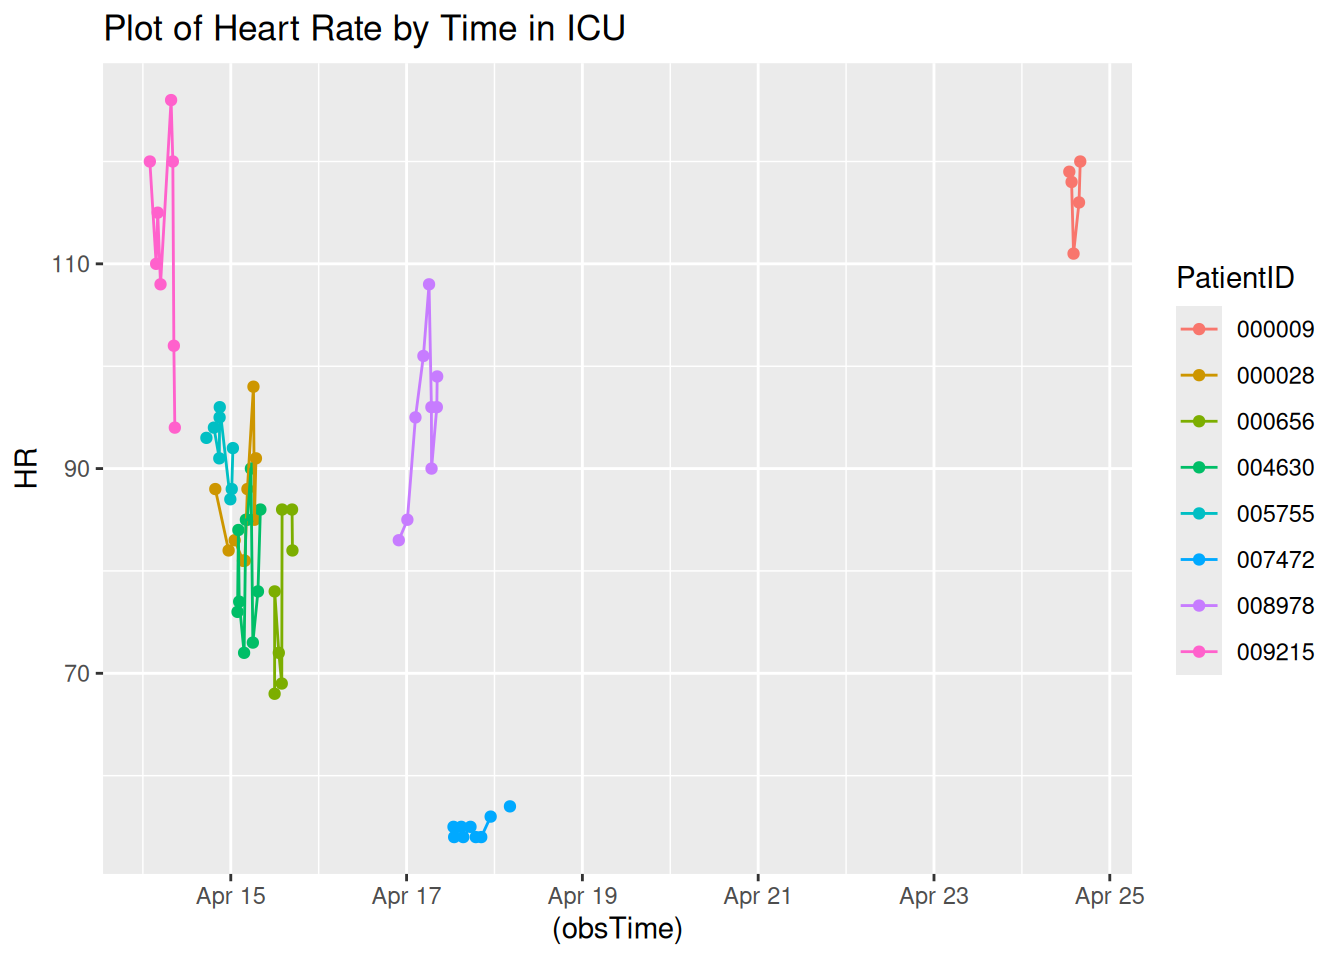 Plot of Heart Rate by Time in ICU
HR
110
90
70
Apr 15
Apr 17
Apr 19
Apr 21
Apr 23
Apr 25
(obsTime)
PatientID
000009
000028
000656
004630
005755
007472
008978
009215